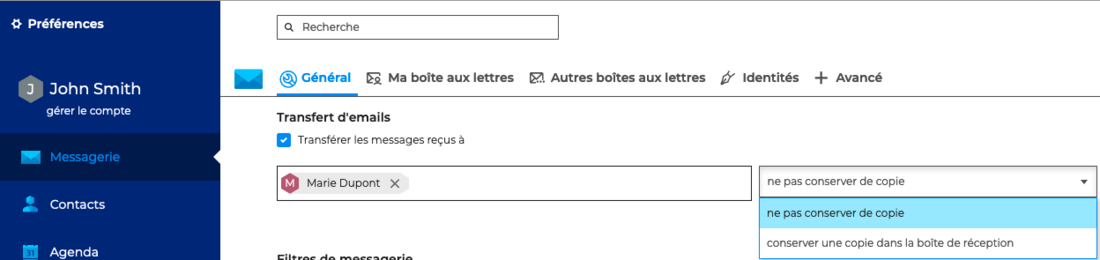 Préférences
Recherche
J
John Smith
gérer le compte
Général
Ma boîte aux lettres
Autres boîtes aux lettres
Identités
Avancé
Transfert d'emails
Transférer les messages reçus à
Messagerie
M
Marie Dupont
ne pas conserver de copie
ne pas conserver de copie
conserver une copie dans la boîte de réception
Contacts
31
Agenda
Filtres de messagerie